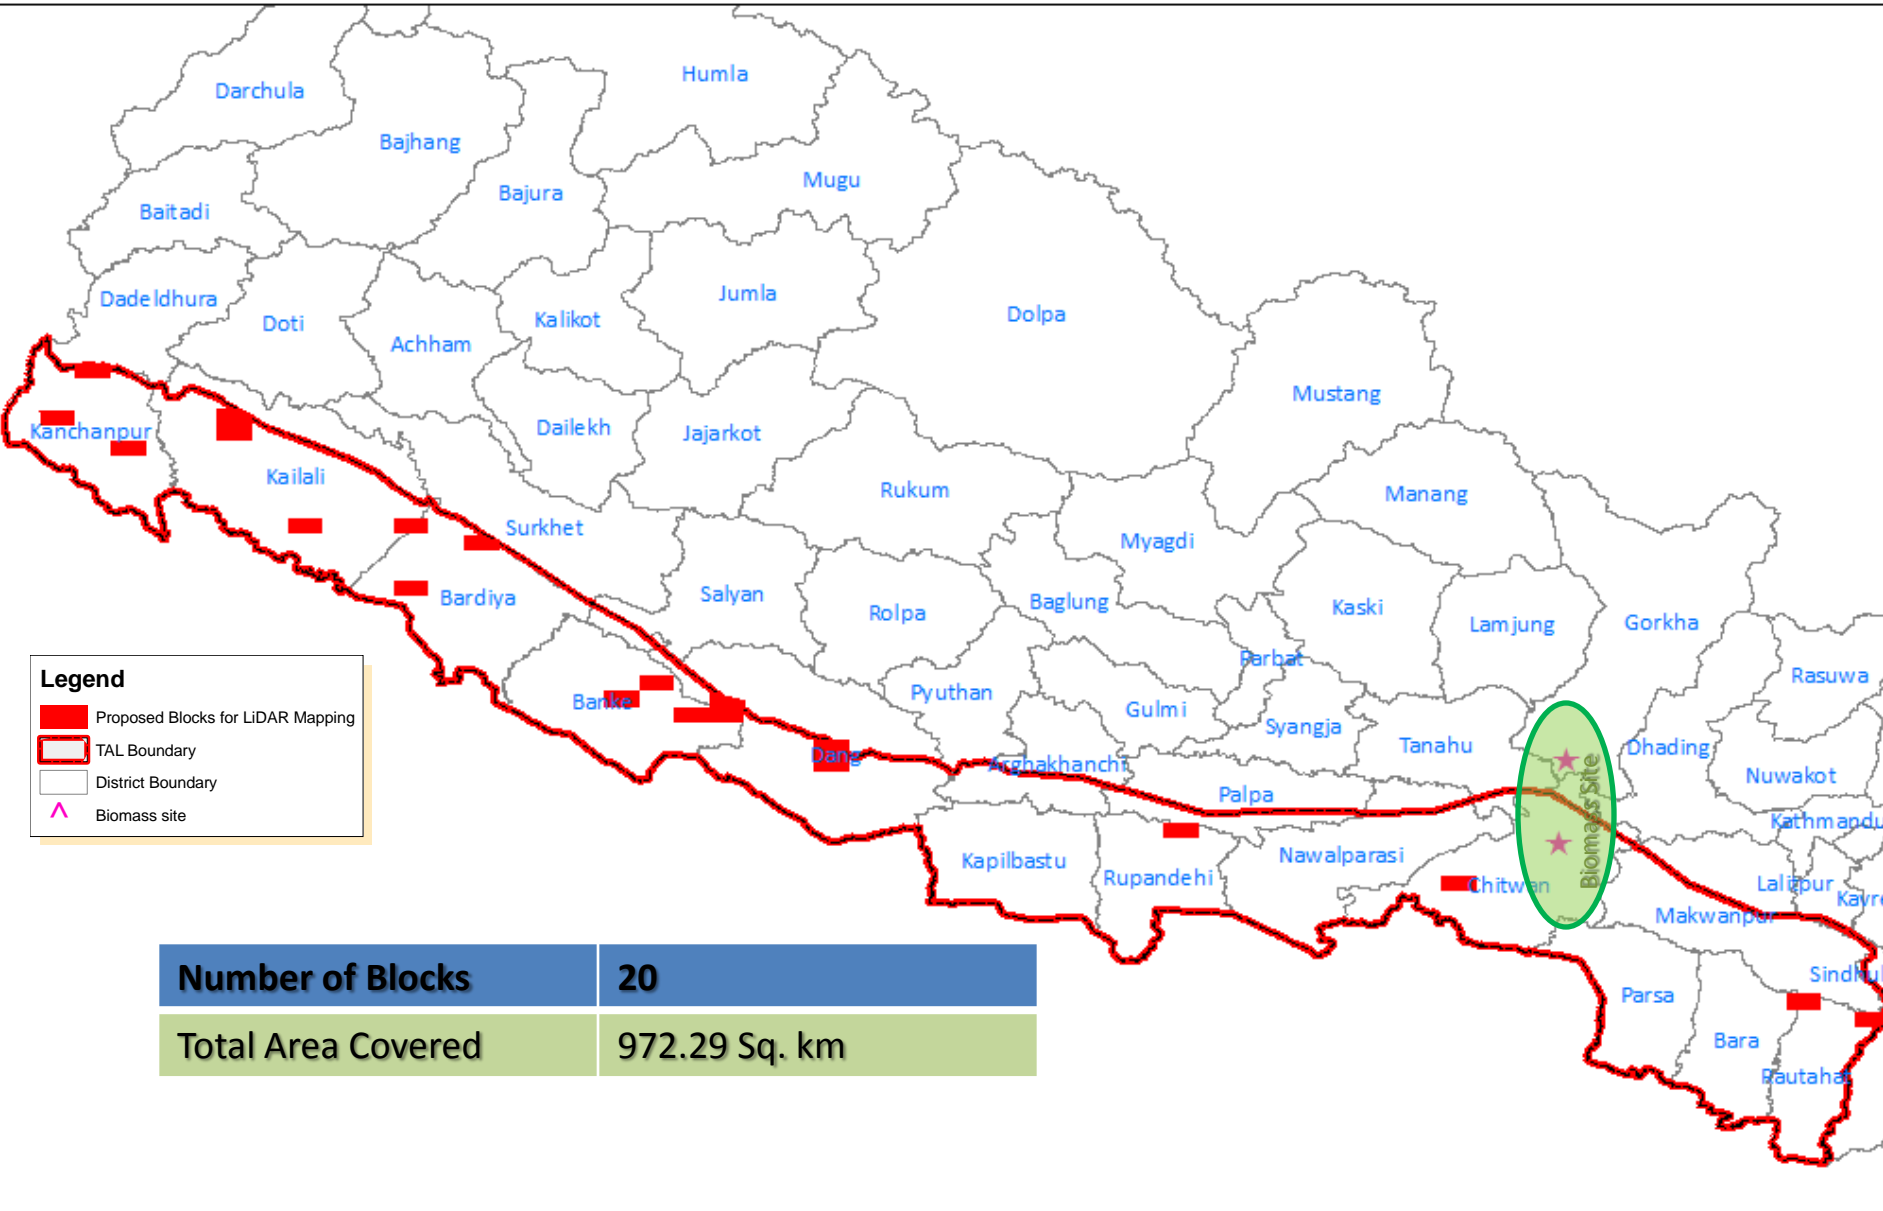 Humla
Darchula
Bajhang
Mugu
Bajura
Baitadi
Dadeldhura
Jumla
Dolpa
Kalikot
Doti
Achham
Mustang
Dailekh
Jajarkot
Kanchanpur
Kailali
Rukum
Manang
Surkhet
Myagdi
Salyan
Bardiya
Baglung
Kaski
Rolpa
Lamjung
Gorkha
Parbat
Rasuwa
Pyuthan
Banke
Gulmi
Syangja
Tanahu
Dhading
Dang
Arghakhanchi
Nuwakot
Palpa
Biomass Site
Kathmandu
Kapilbastu
Nawalparasi
Rupandehi
Chitwan
Lalitpur
Kavre
Makwanpur
Sindhul
Parsa
Bara
Rautahat
Legend
Proposed Blocks for LiDAR Mapping
TAL Boundary
District Boundary
Biomass site
Number of Blocks 20
Total Area Covered 972.29 Sq. km